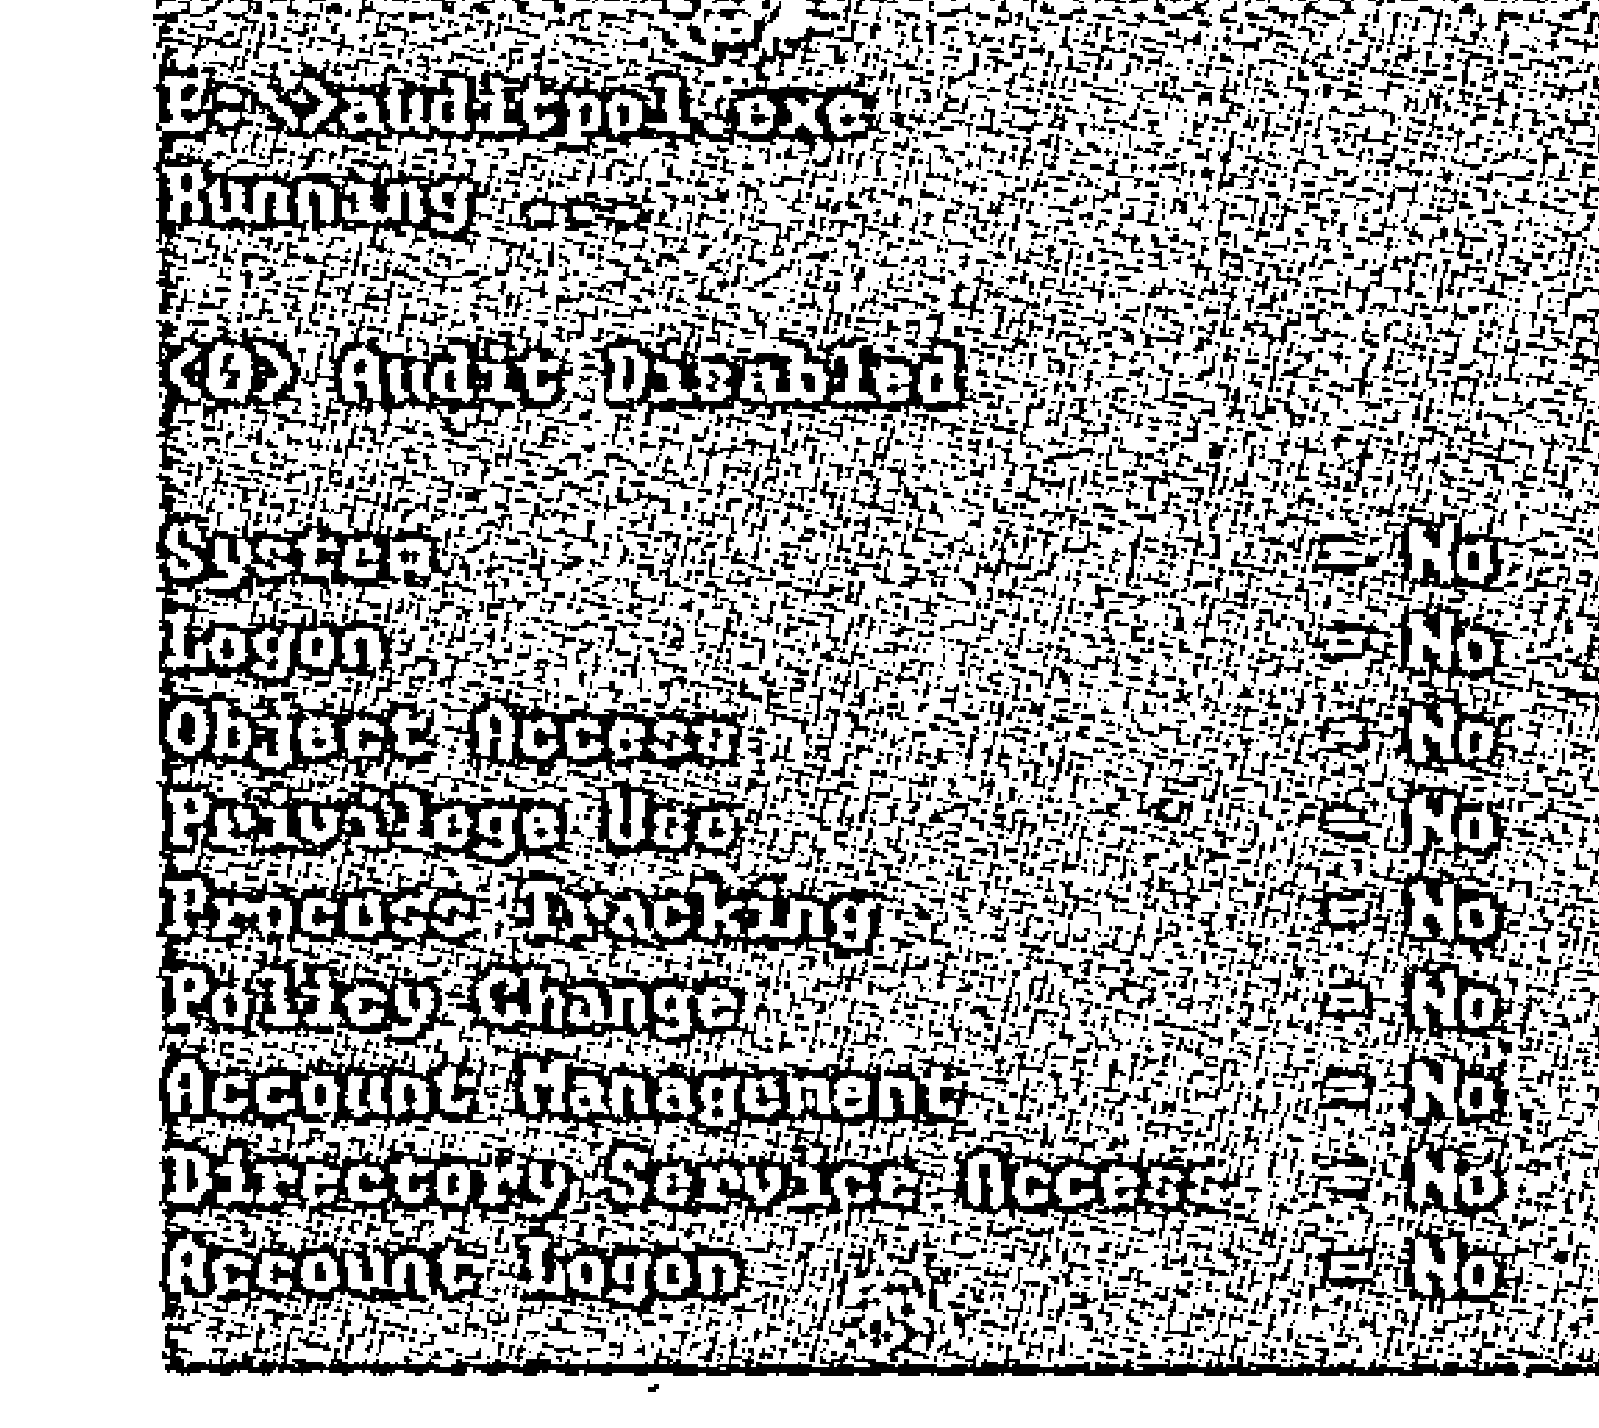 E:\>auditpol.exe
Running ...
<0> Audit Disabled
System = No
Logon = No
Object Access = No
Privilege Use = No
Process Tracking = No
Policy Change = No
Account Management = No
Directory Service Access = No
Account Logon = No